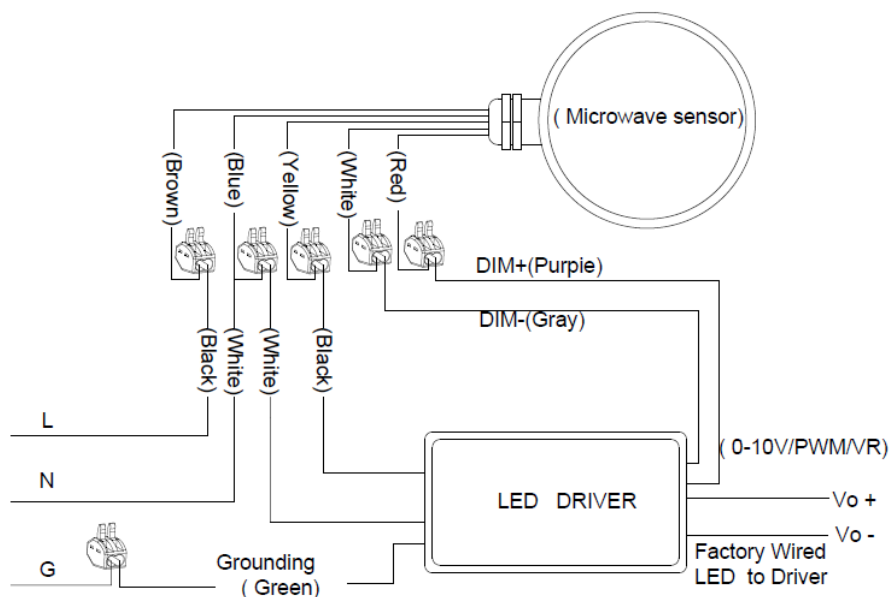 ( Microwave sensor)
(Brown)
(Blue)
(Yellow)
(White)
(Red)
DIM+(Purpie)
DIM-(Gray)
(Black)
(White)
(White)
(Black)
L
N
G
Grounding
( Green)
LED DRIVER
( 0-10V/PWM/VR)
Vo +
Vo -
Factory Wired
LED to Driver